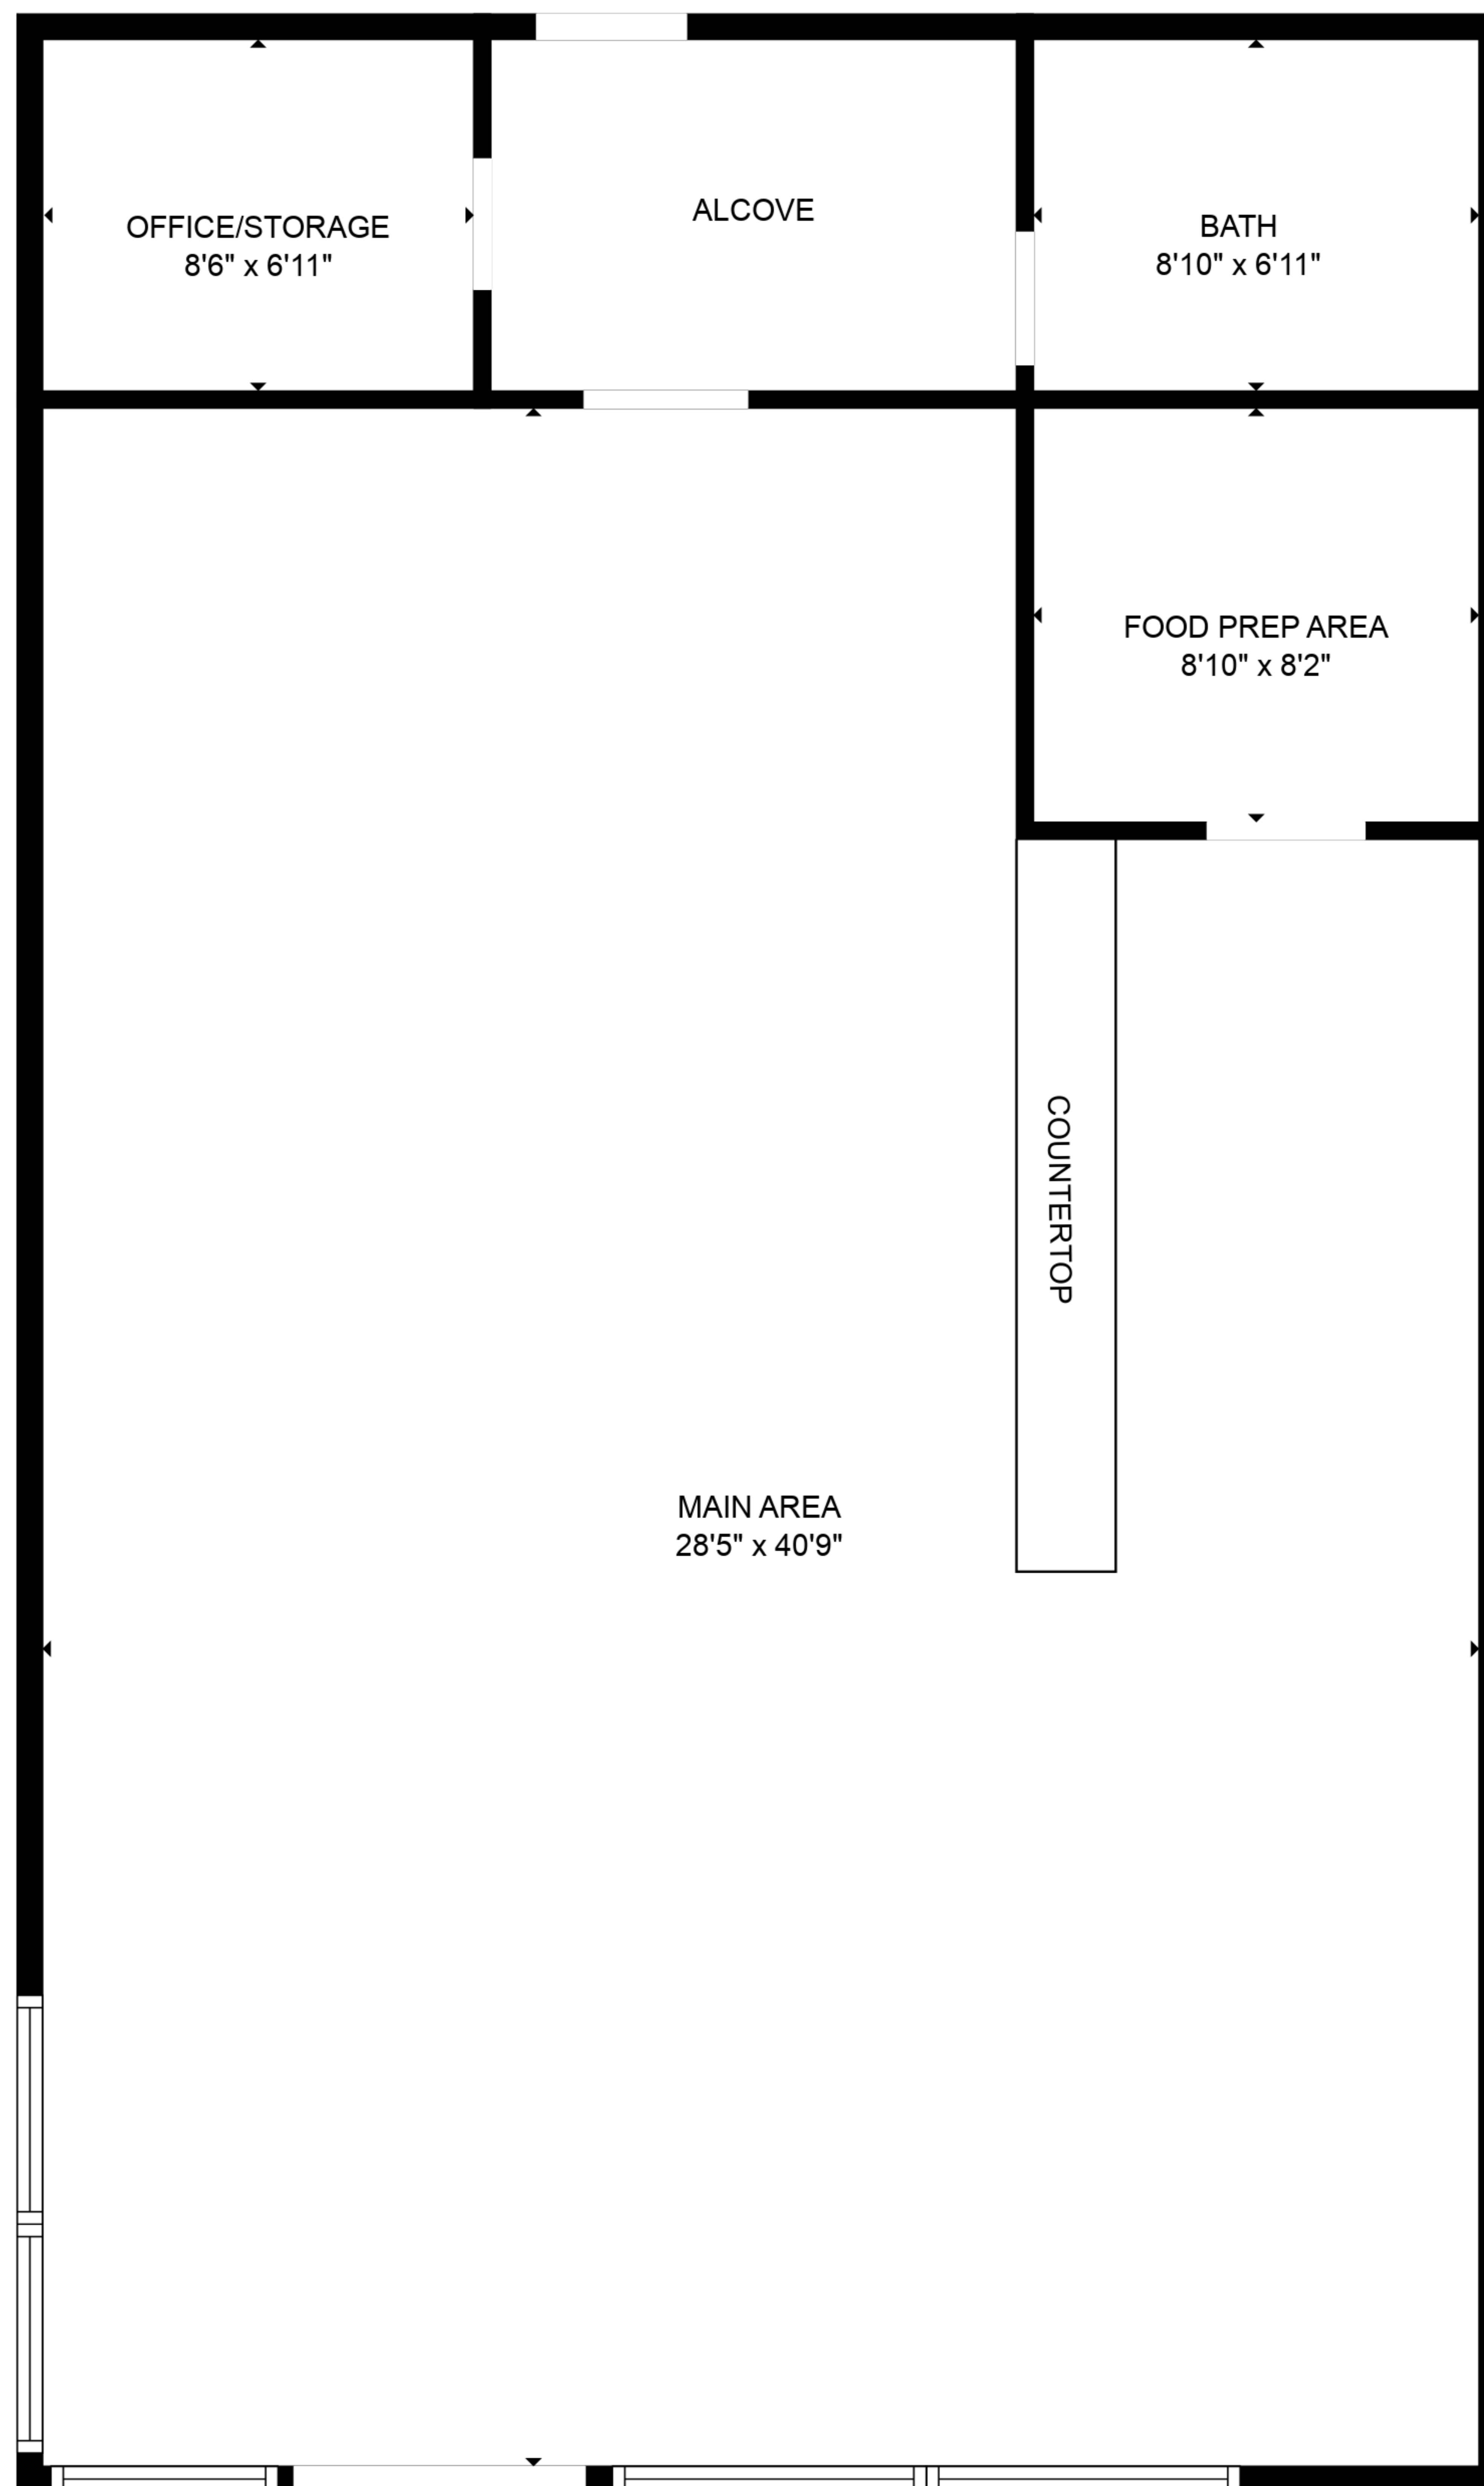 OFFICE/STORAGE
8'6" x 6'11"
ALCOVE
BATH
8'10" x 6'11"
FOOD PREP AREA
8'10" x 8'2"
COUNTERTOP
MAIN AREA
28'5" x 40'9"